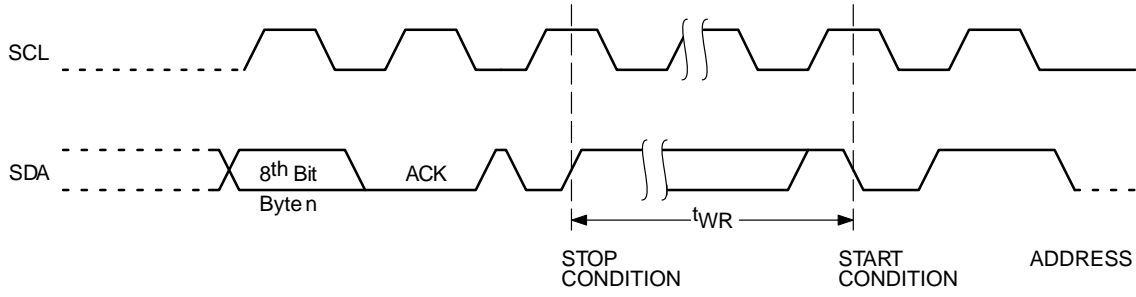 SCL
SDA
8th Bit
Byte n
ACK
tWR
STOP
CONDITION
START
CONDITION
ADDRESS